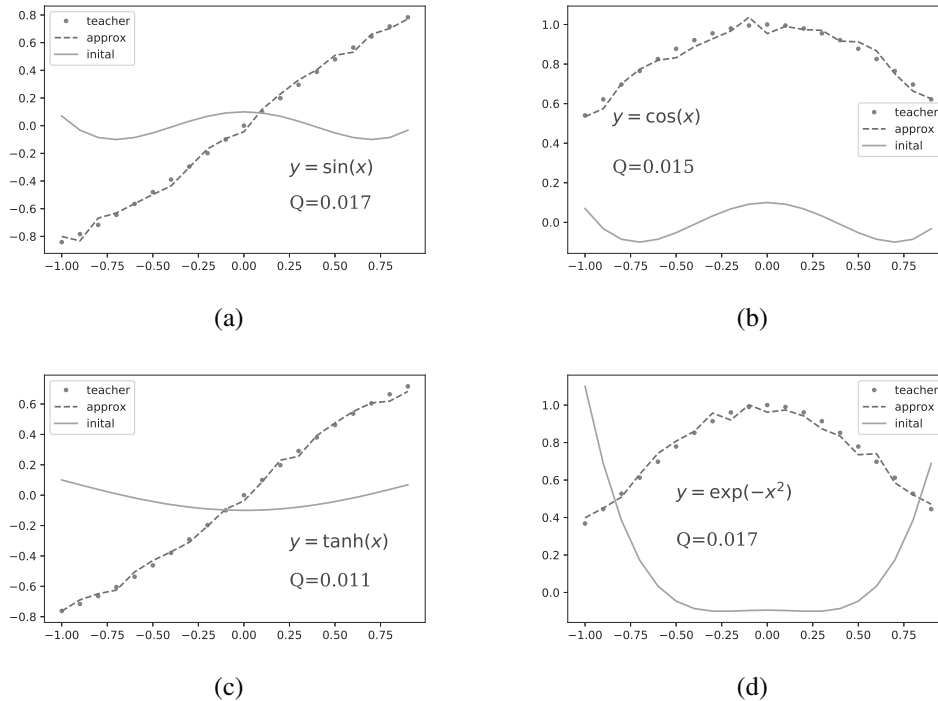 0.8
0.6
0.4
0.2
0.0
−0.2
−0.4
−0.6
−0.8
teacher
approx
inital
y = sin(x)
Q=0.017
−1.00 −0.75 −0.50 −0.25 0.00 0.25 0.50 0.75
(a)
1.0
0.8
0.6
0.4
0.2
0.0
y = cos(x)
Q=0.015
teacher
approx
inital
−1.00 −0.75 −0.50 −0.25 0.00 0.25 0.50 0.75
(b)
0.6
0.4
0.2
0.0
−0.2
−0.4
−0.6
−0.8
teacher
approx
inital
y = tanh(x)
Q=0.011
−1.00 −0.75 −0.50 −0.25 0.00 0.25 0.50 0.75
(c)
1.0
0.8
0.6
0.4
0.2
0.0
teacher
approx
inital
y = exp(−x²)
Q=0.017
−1.00 −0.75 −0.50 −0.25 0.00 0.25 0.50 0.75
(d)